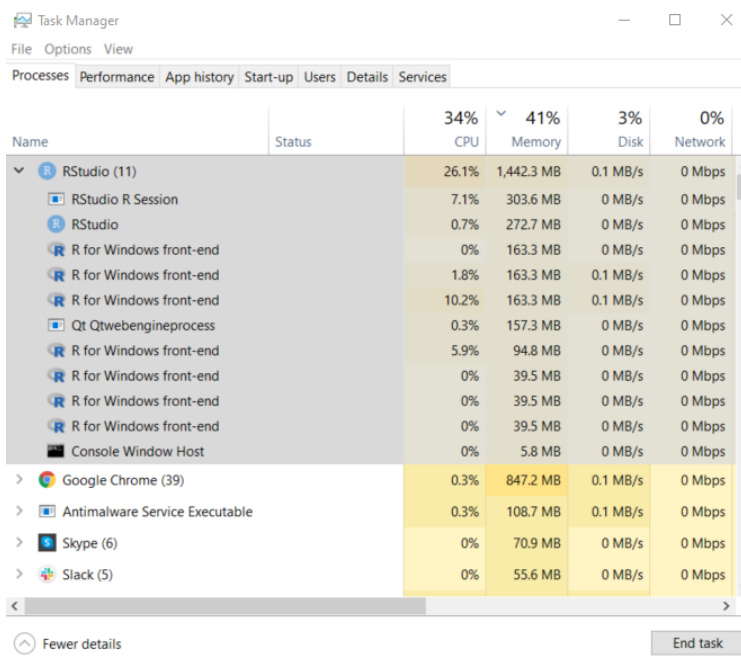 Task Manager
File Options View
Processes Performance App history Start-up Users Details Services
34% 41% 3% 0%
Name Status CPU Memory Disk Network
RStudio (11) 26.1% 1,442.3 MB 0.1 MB/s 0 Mbps
RStudio R Session 7.1% 303.6 MB 0 MB/s 0 Mbps
RStudio 0.7% 272.7 MB 0 MB/s 0 Mbps
R for Windows front-end 0% 163.3 MB 0 MB/s 0 Mbps
R for Windows front-end 1.8% 163.3 MB 0.1 MB/s 0 Mbps
R for Windows front-end 10.2% 163.3 MB 0.1 MB/s 0 Mbps
Qt Qtwebengineprocess 0.3% 157.3 MB 0 MB/s 0 Mbps
R for Windows front-end 5.9% 94.8 MB 0 MB/s 0 Mbps
R for Windows front-end 0% 39.5 MB 0 MB/s 0 Mbps
R for Windows front-end 0% 39.5 MB 0 MB/s 0 Mbps
R for Windows front-end 0% 39.5 MB 0 MB/s 0 Mbps
Console Window Host 0% 5.8 MB 0 MB/s 0 Mbps
Google Chrome (39) 0.3% 847.2 MB 0.1 MB/s 0 Mbps
Antimalware Service Executable 0.3% 108.7 MB 0.1 MB/s 0 Mbps
Skype (6) 0% 70.9 MB 0 MB/s 0 Mbps
Slack (5) 0% 55.6 MB 0 MB/s 0 Mbps
Fewer details End task